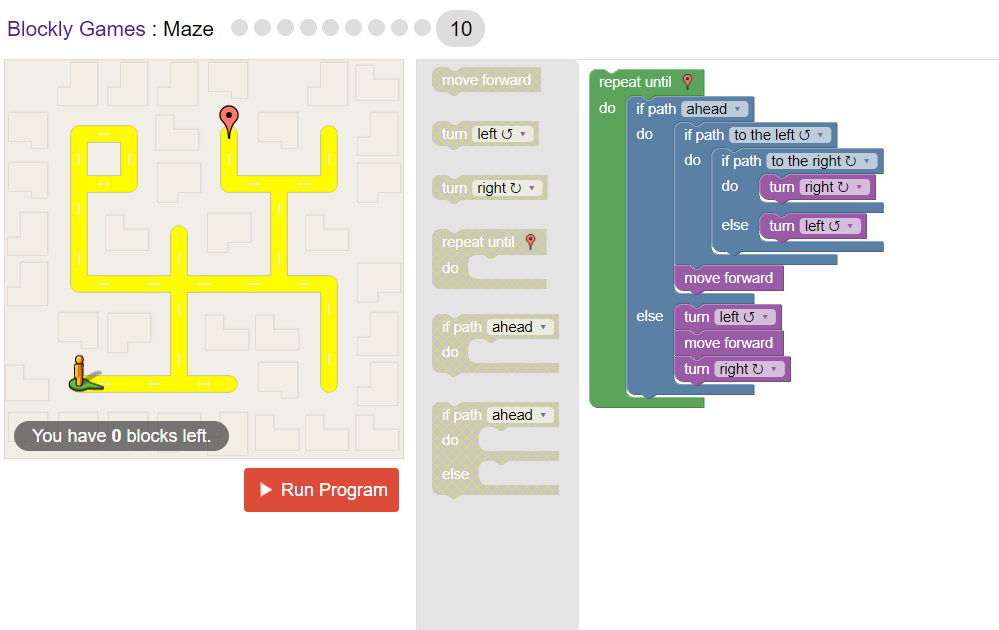 Blockly Games : Maze 10
You have 0 blocks left.
Run Program
move forward
turn left ↺ ▾
turn right ↻ ▾
repeat until
do
if path ahead ▾
do
if path ahead ▾
do
else
repeat until
do if path ahead ▾
do if path to the left ↺ ▾
do if path to the right ↻ ▾
do turn right ↻ ▾
else turn left ↺ ▾
move forward
else turn left ↺ ▾
move forward
turn right ↻ ▾